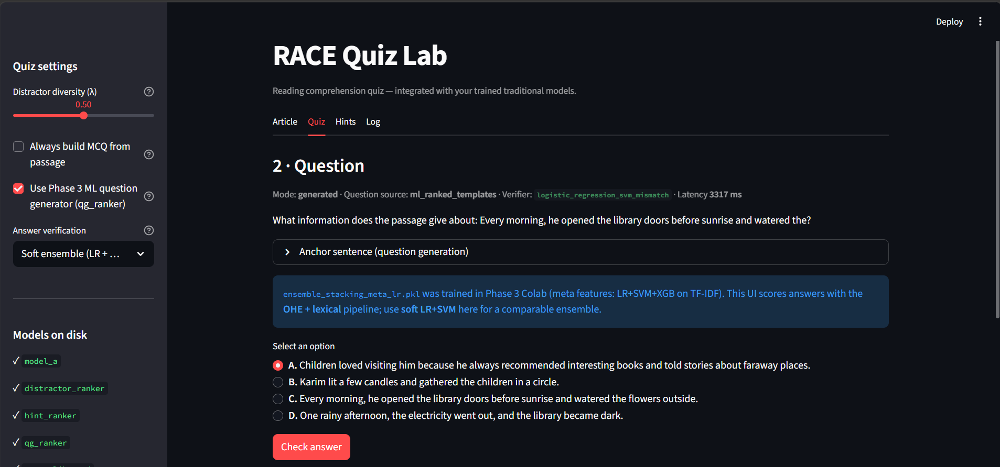 Deploy
Quiz settings
Distractor diversity (λ)
0.50
Always build MCQ from
passage
Use Phase 3 ML question
generator (qg_ranker)
Answer verification
Soft ensemble (LR + ...
Models on disk
model_a
distractor_ranker
hint_ranker
qg_ranker
RACE Quiz Lab
Reading comprehension quiz — integrated with your trained traditional models.
Article Quiz Hints Log
2 · Question
Mode: generated · Question source: ml_ranked_templates · Verifier: logistic_regression_svm_mismatch · Latency 3317 ms
What information does the passage give about: Every morning, he opened the library doors before sunrise and watered the?
Anchor sentence (question generation)
ensemble_stacking_meta_lr.pkl was trained in Phase 3 Colab (meta features: LR+SVM+XGB on TF-IDF). This UI scores answers with the
OHE + lexical pipeline; use soft LR+SVM here for a comparable ensemble.
Select an option
A. Children loved visiting him because he always recommended interesting books and told stories about faraway places.
B. Karim lit a few candles and gathered the children in a circle.
C. Every morning, he opened the library doors before sunrise and watered the flowers outside.
D. One rainy afternoon, the electricity went out, and the library became dark.
Check answer